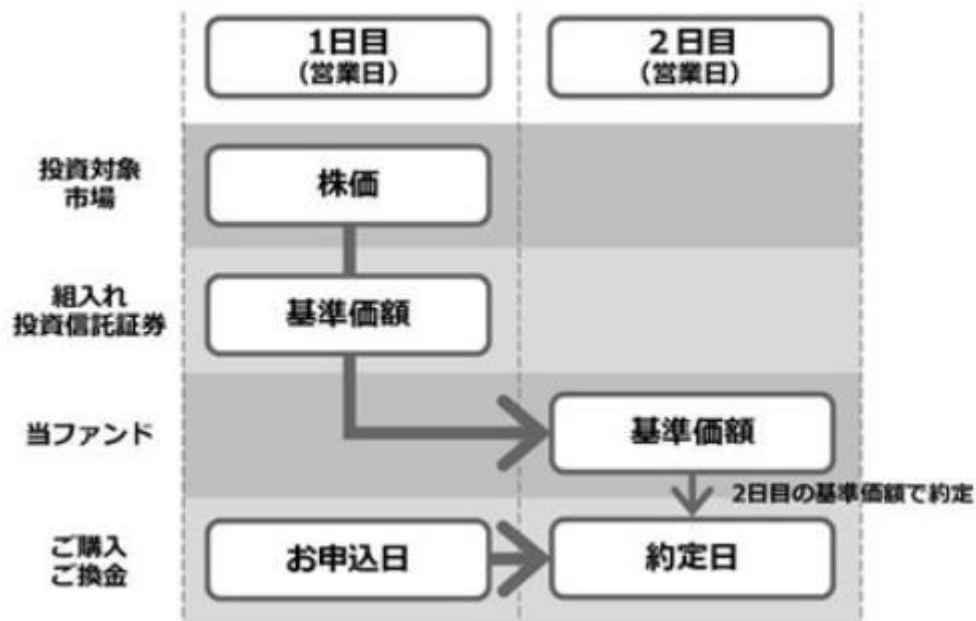 1日目
(営業日)
2日目
(営業日)
投資対象
市場
株価
組入れ
投資信託証券
基準価額
当ファンド
基準価額
2日目の基準価額で約定
ご購入
ご換金
お申込日
約定日